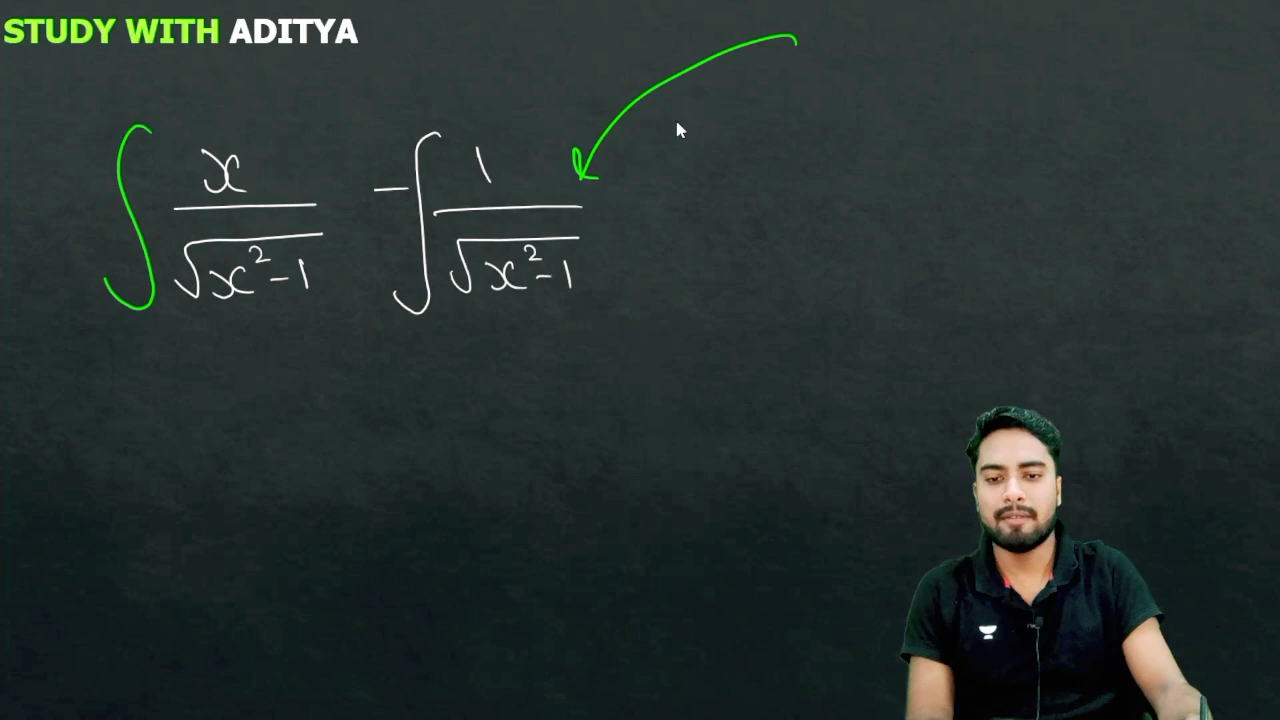 STUDY WITH ADITYA
∫ x/√(x²-1) - ∫ 1/√(x²-1)